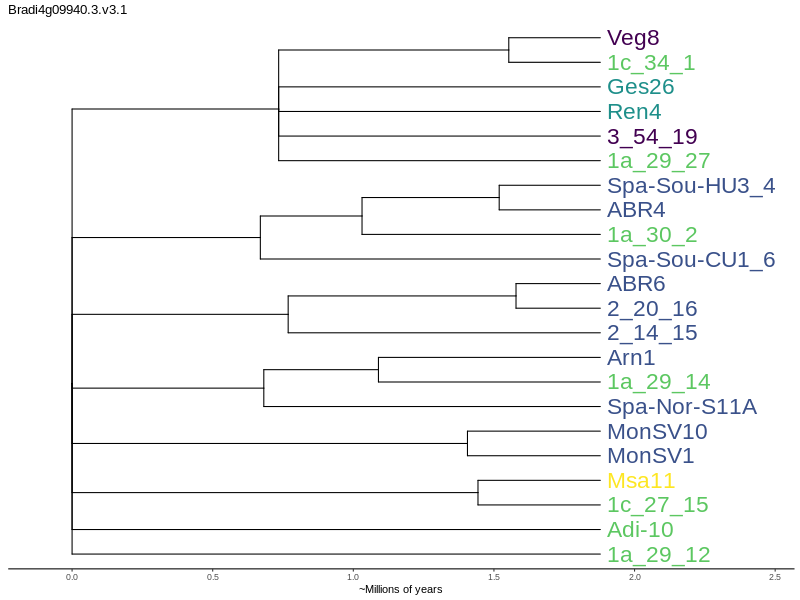 Bradi4g09940.3.v3.1
Veg8
1c_34_1
Ges26
Ren4
3_54_19
1a_29_27
Spa-Sou-HU3_4
ABR4
1a_30_2
Spa-Sou-CU1_6
ABR6
2_20_16
2_14_15
Arn1
1a_29_14
Spa-Nor-S11A
MonSV10
MonSV1
Msa11
1c_27_15
Adi-10
1a_29_12
0.0 0.5 1.0 1.5 2.0 2.5
~Millions of years